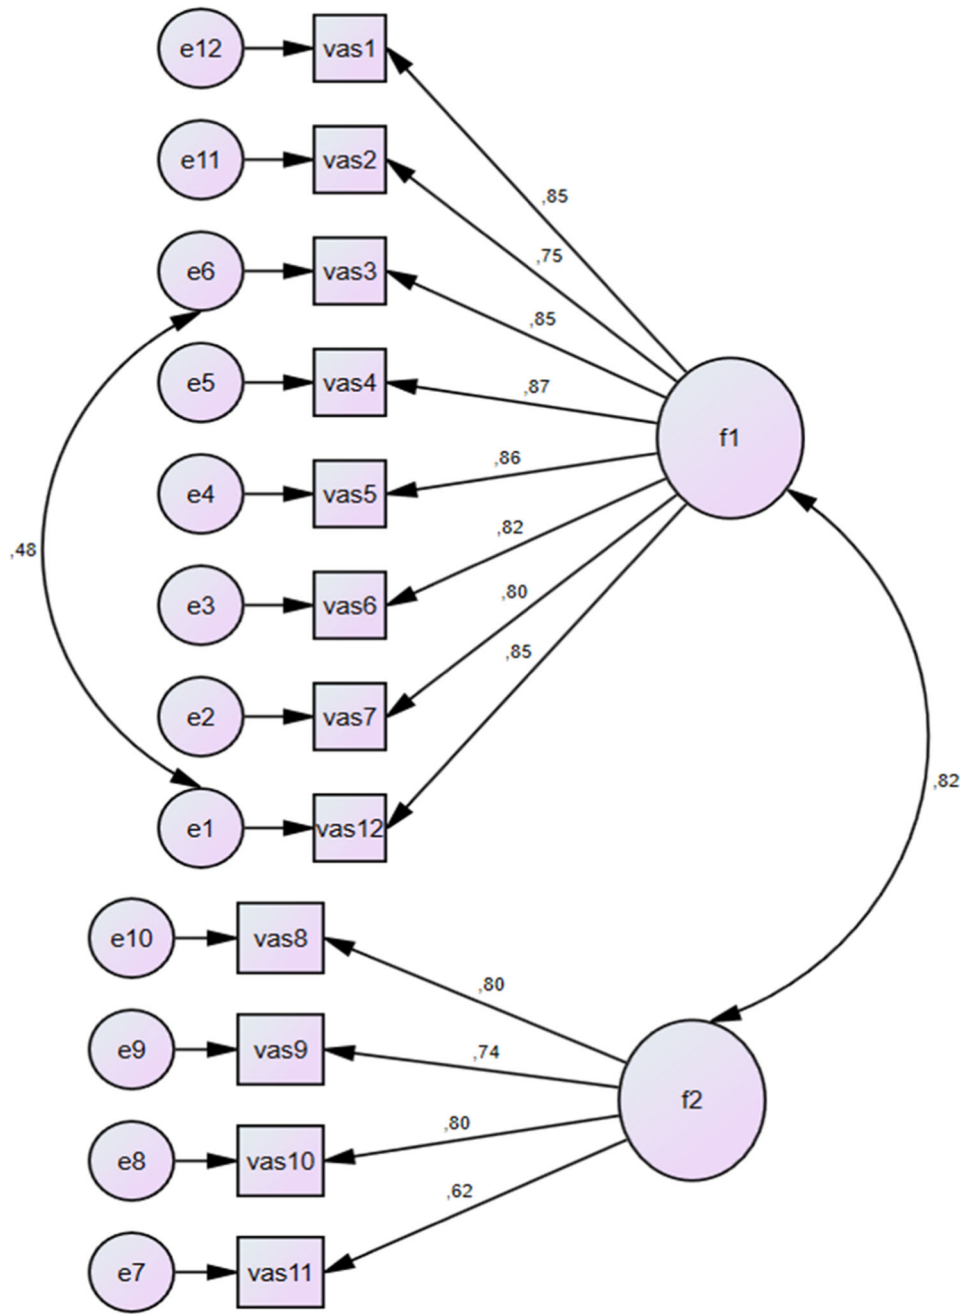 e12 vas1
,85
e11 vas2
,75
e6 vas3
,85
e5 vas4
,87
f1
,86
e4 vas5
,82
,48
e3 vas6
,80
,85
e2 vas7
,82
e1 vas12
e10 vas8
,80
e9 vas9
,74
f2
,80
e8 vas10
,62
e7 vas11